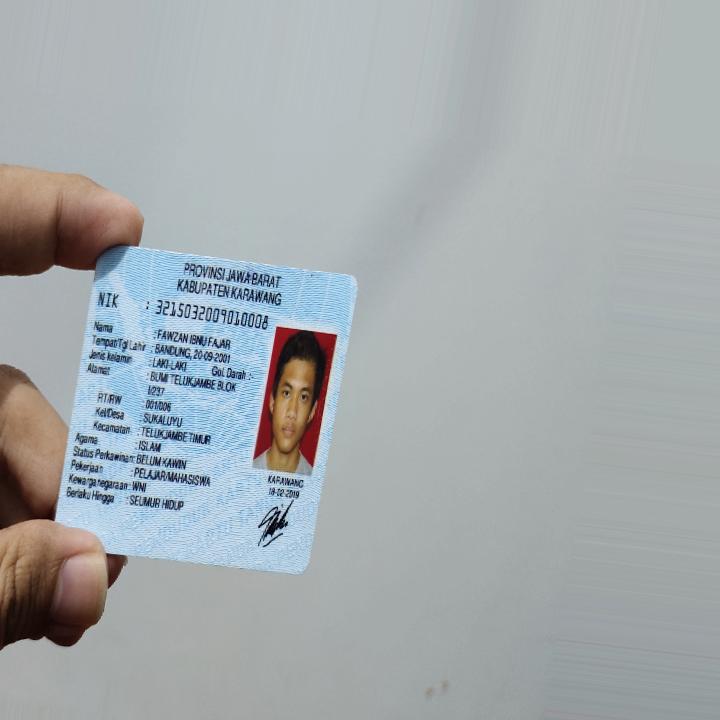 PROVINSI JAWA BARAT
KABUPATEN KARAWANG
NIK : 3215032009010008
Nama : FAWZAN IBNU FAJAR
Tempat/Tgl Lahir : BANDUNG, 20-09-2001
Jenis kelamin : LAKI-LAKI Gol. Darah :
Alamat : BUMI TELUKJAMBE BLOK
I/237
RT/RW : 001/006
Kel/Desa : SUKALUYU
Kecamatan : TELUKJAMBE TIMUR
Agama : ISLAM
Status Perkawinan: BELUM KAWIN
Pekerjaan : PELAJAR/MAHASISWA
Kewarganegaraan: WNI
Berlaku Hingga : SEUMUR HIDUP
KARAWANG
18-02-2019